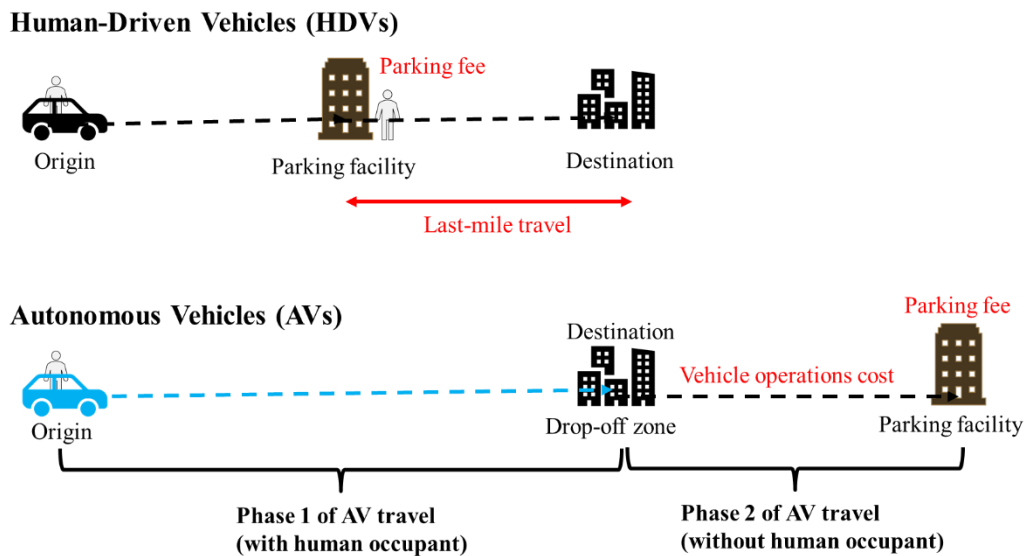 Human-Driven Vehicles (HDVs)
Parking fee
Origin
Parking facility
Destination
Last-mile travel
Autonomous Vehicles (AVs)
Destination
Parking fee
Vehicle operations cost
Origin
Drop-off zone
Parking facility
Phase 1 of AV travel
(with human occupant)
Phase 2 of AV travel
(without human occupant)